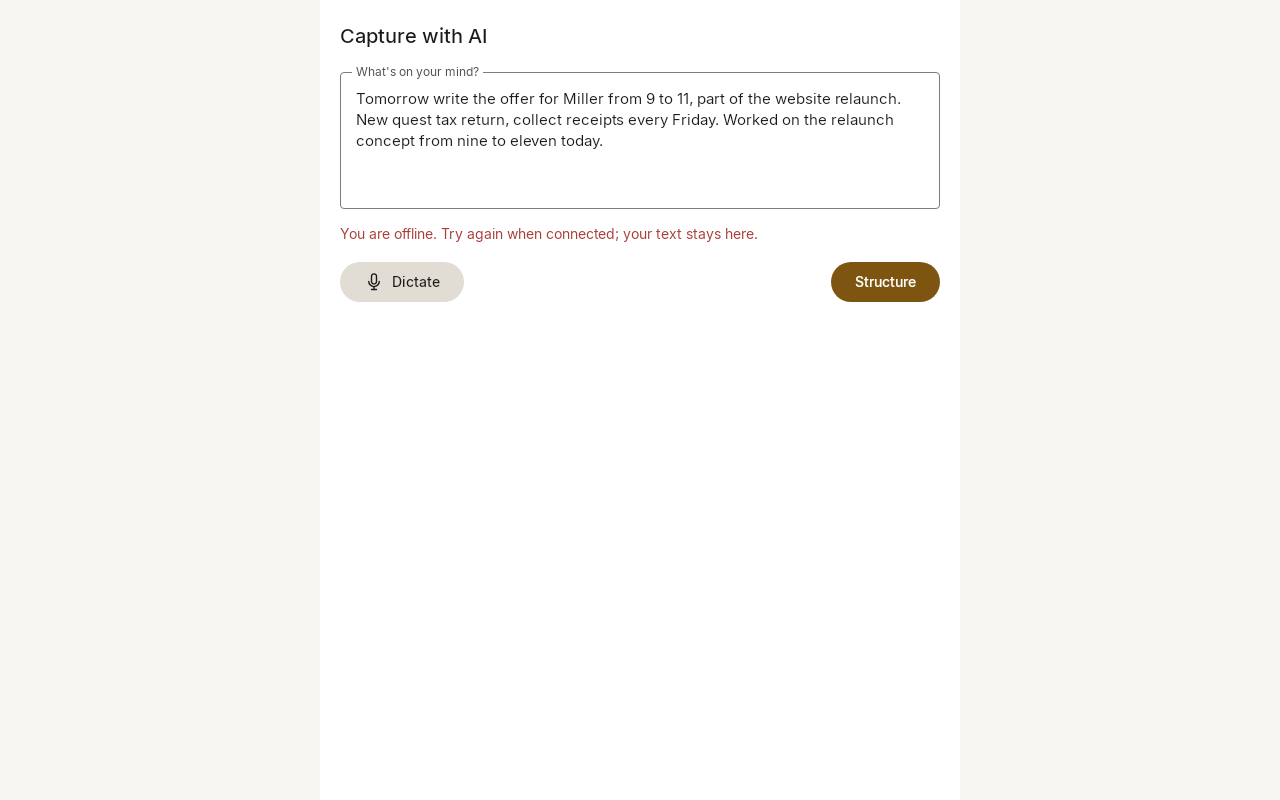 Capture with AI
What's on your mind?
Tomorrow write the offer for Miller from 9 to 11, part of the website relaunch.
New quest tax return, collect receipts every Friday. Worked on the relaunch
concept from nine to eleven today.
You are offline. Try again when connected; your text stays here.
Dictate
Structure